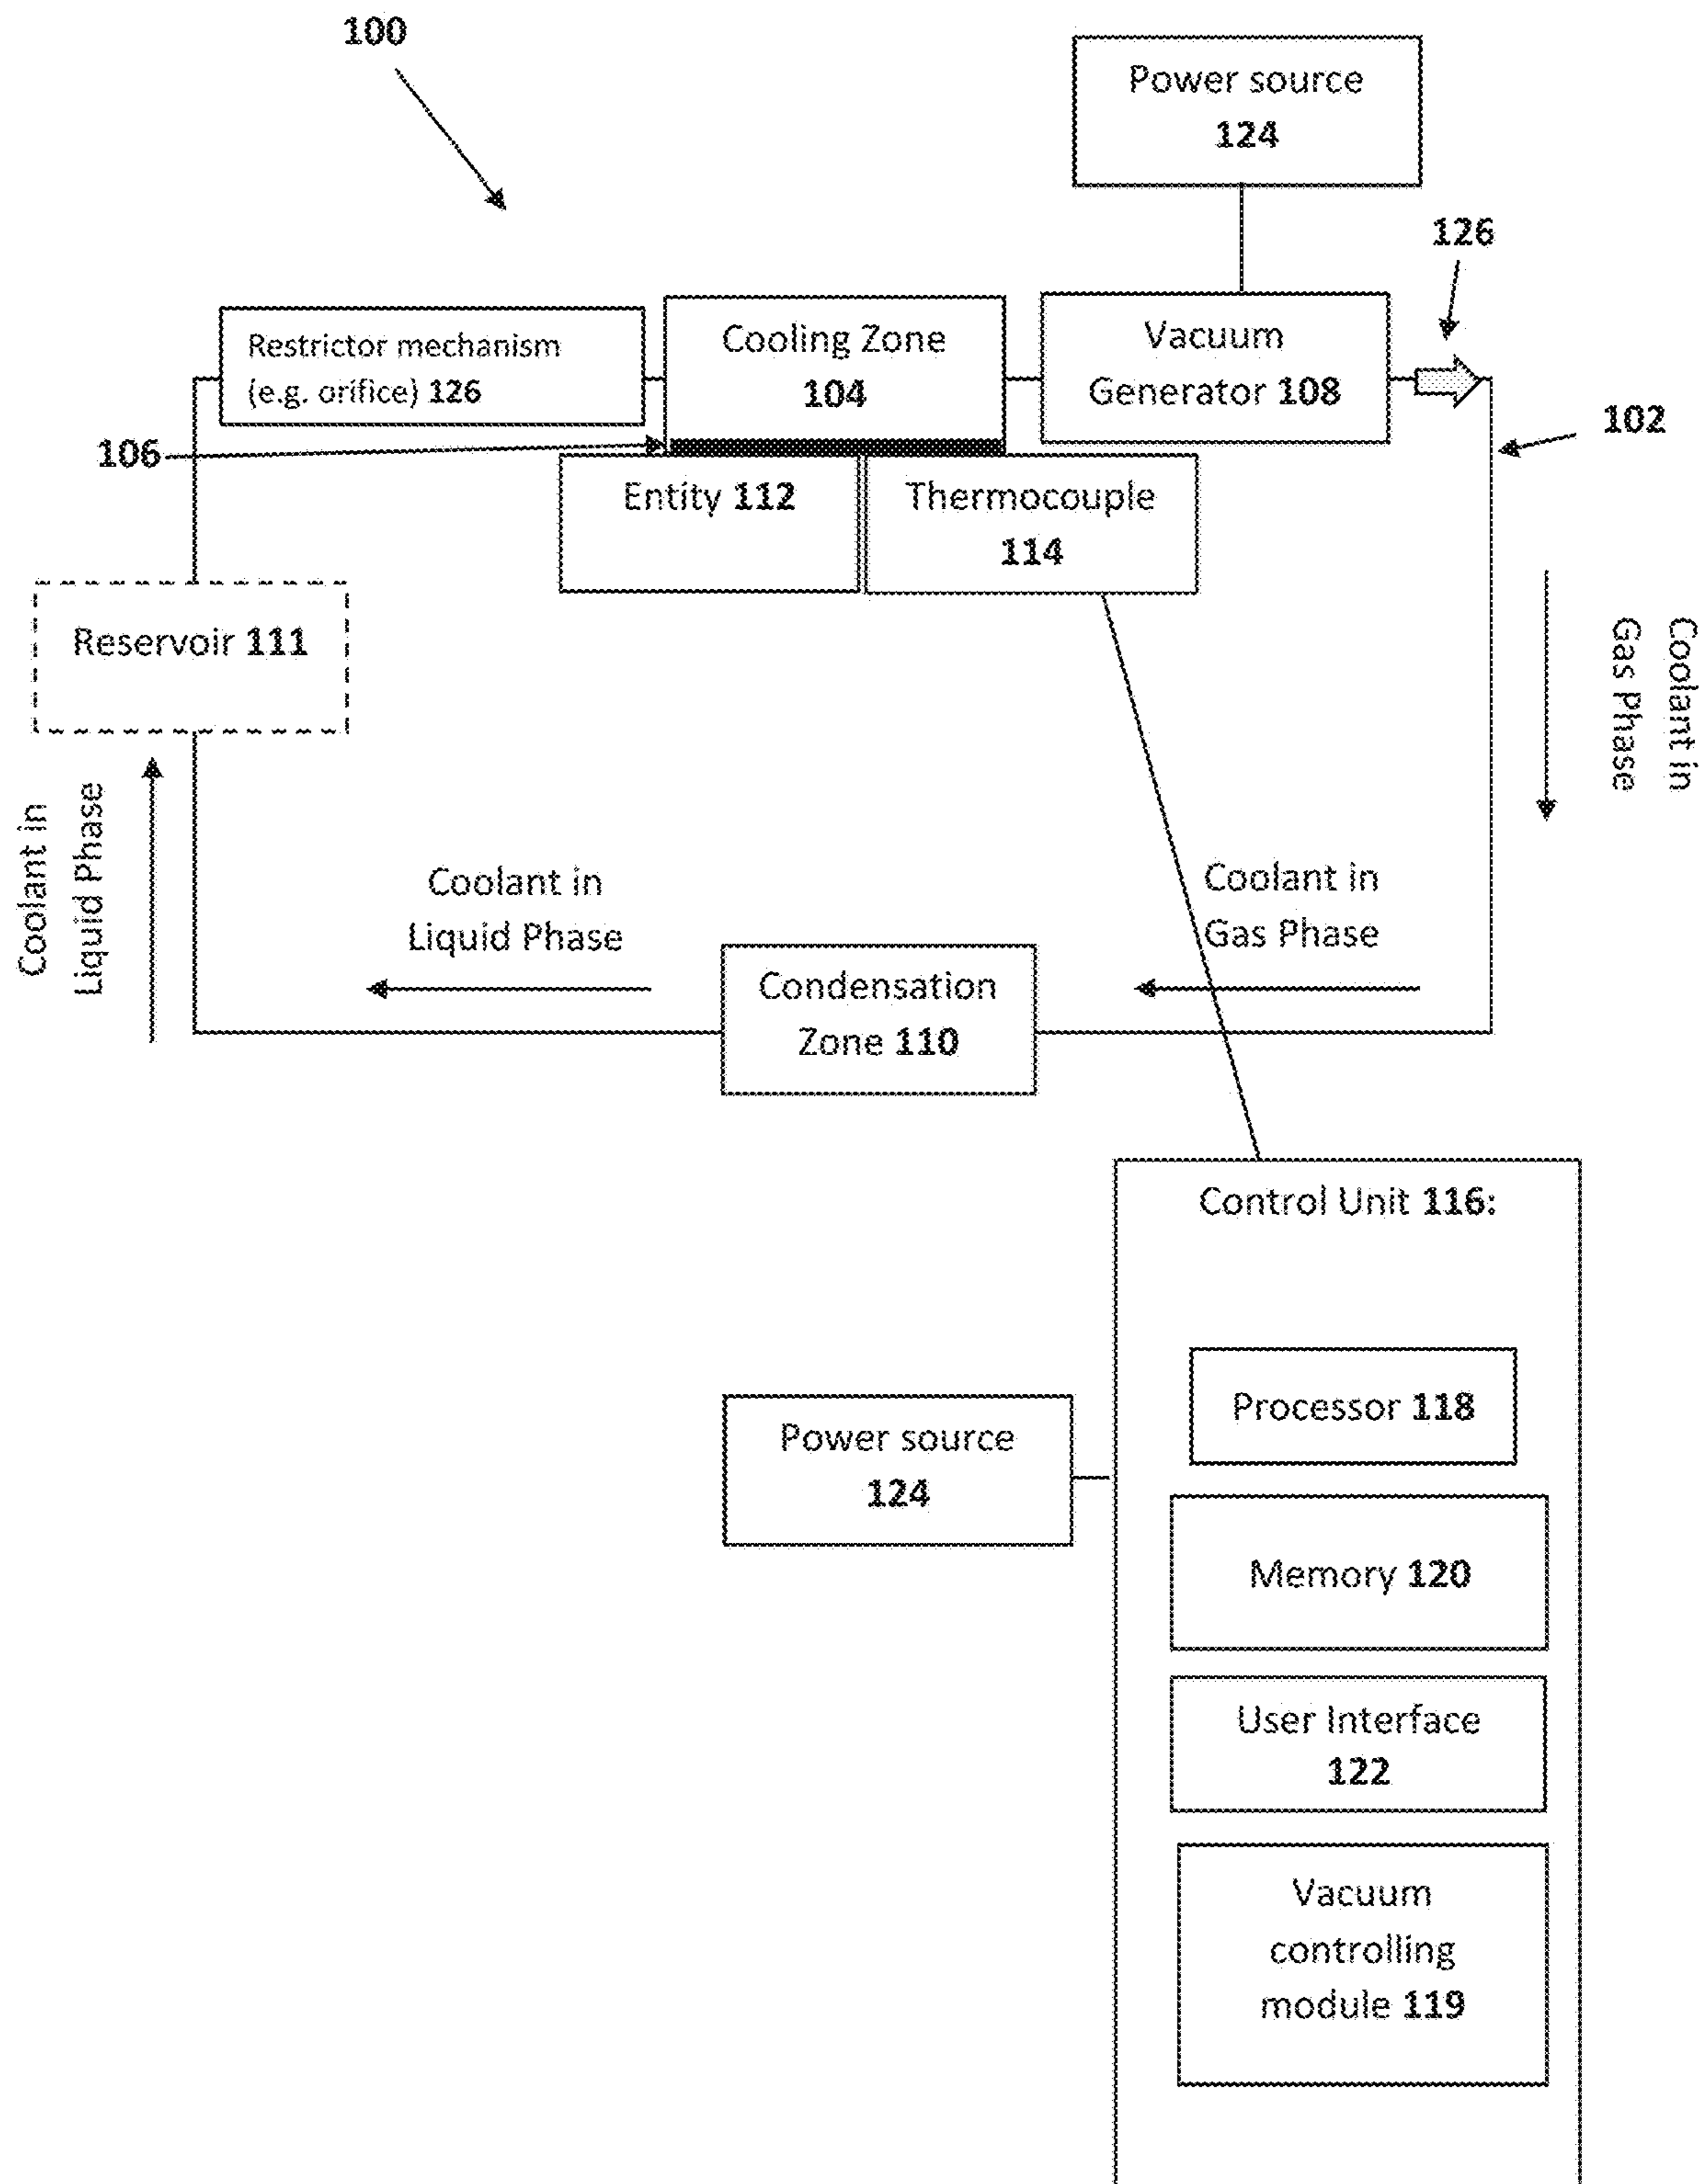 100
Power source
124
126
Restrictor mechanism
(e.g. orifice) 126
Cooling Zone
104
Vacuum
Generator 108
102
106
Entity 112
Thermocouple
114
Reservoir 111
Coolant in
Gas Phase
Coolant in
Liquid Phase
Coolant in
Liquid Phase
Coolant in
Gas Phase
Condensation
Zone 110
Control Unit 116:
Processor 118
Power source
124
Memory 120
User Interface
122
Vacuum
controlling
module 119